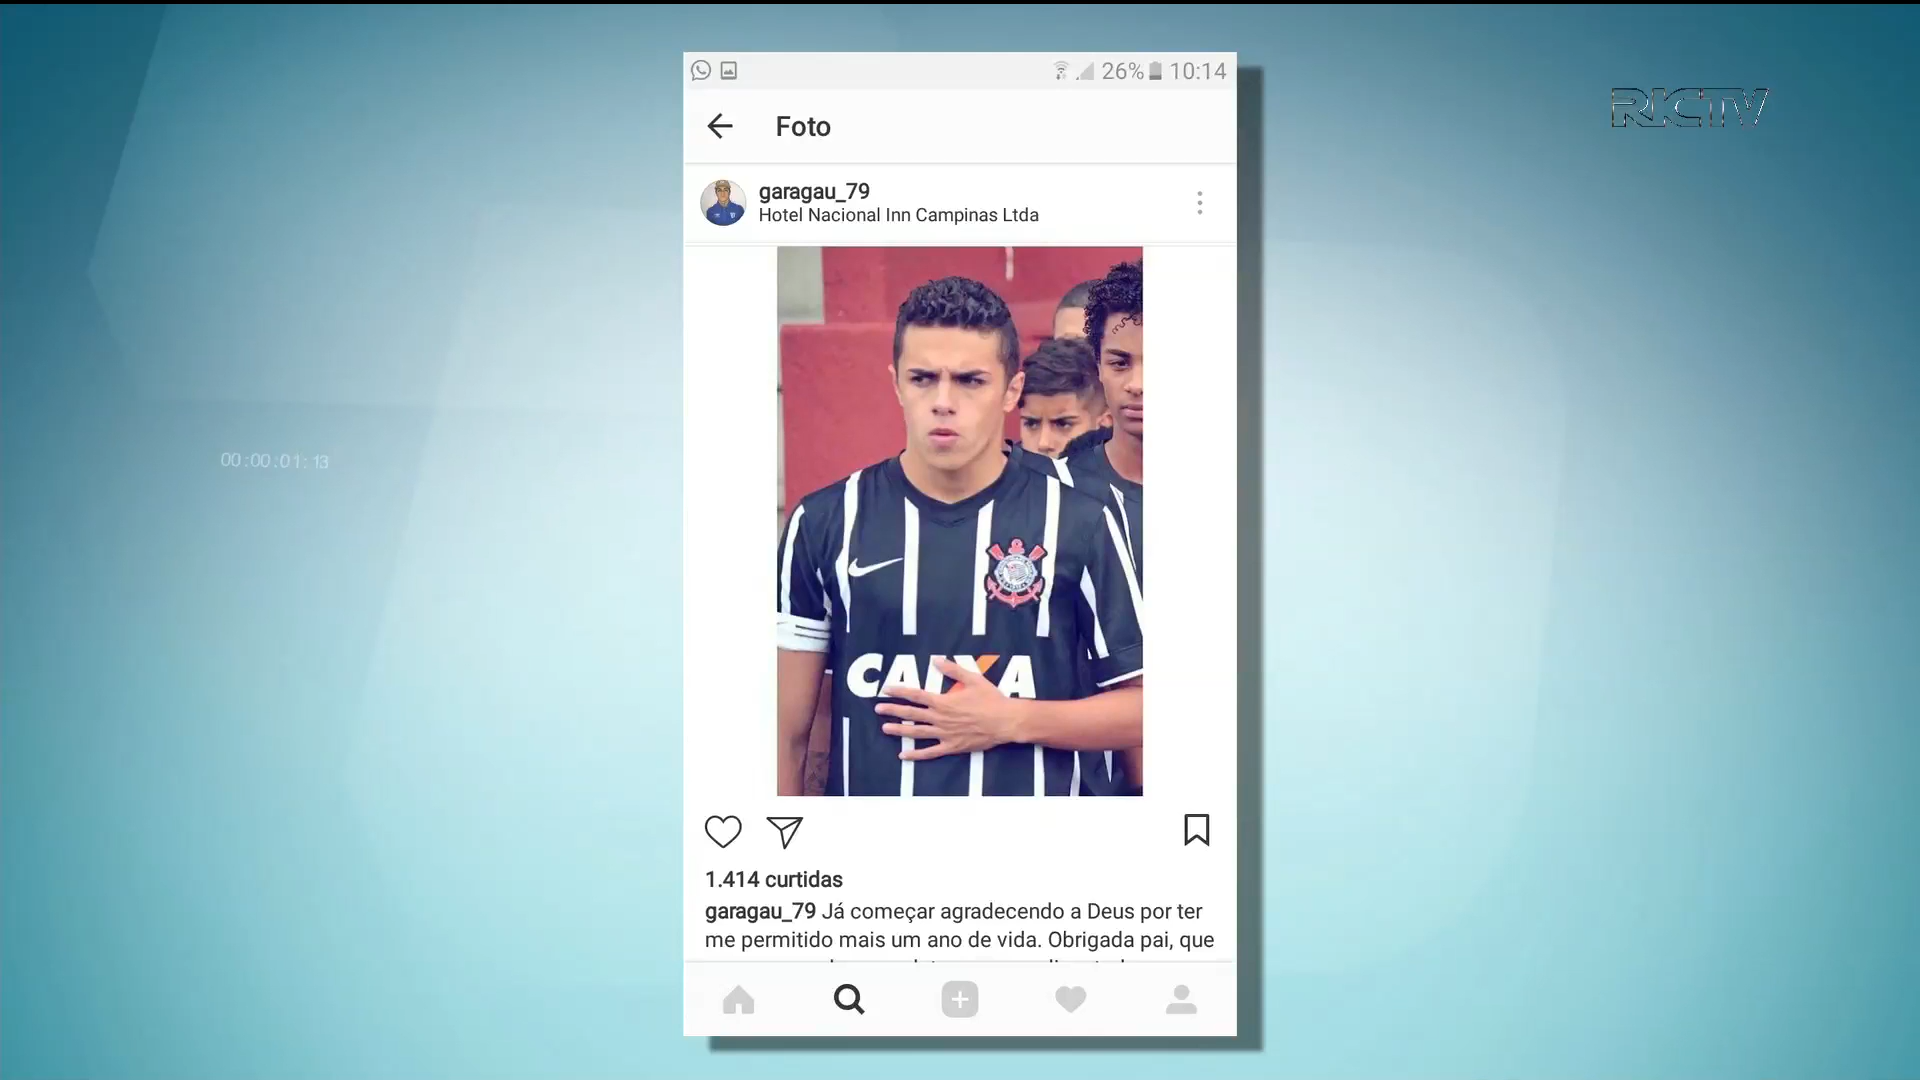 26% 10:14
RICTV
Foto
garagau_79
Hotel Nacional Inn Campinas Ltda
00:00:01:13
CAIXA
1.414 curtidas
garagau_79 Já começar agradecendo a Deus por ter
me permitido mais um ano de vida. Obrigada pai, que